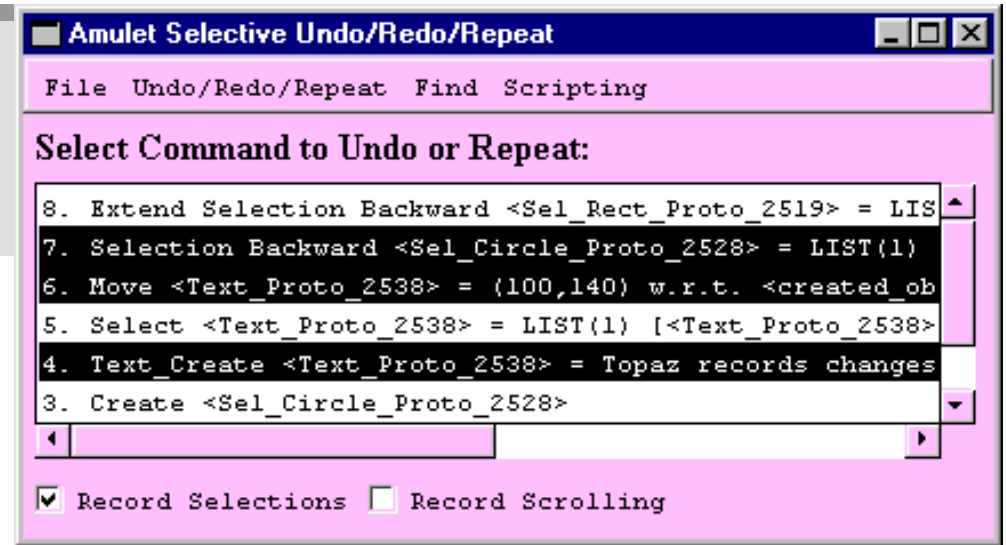 Amulet Selective Undo/Redo/Repeat
File Undo/Redo/Repeat Find Scripting
Select Command to Undo or Repeat:
8. Extend Selection Backward <Sel_Rect_Proto_2519> = LIS
7. Selection Backward <Sel_Circle_Proto_2528> = LIST(1)
6. Move <Text_Proto_2538> = (100,140) w.r.t. <created_ob
5. Select <Text_Proto_2538> = LIST(1) [<Text_Proto_2538>
4. Text_Create <Text_Proto_2538> = Topaz records changes
3. Create <Sel_Circle_Proto_2528>
Record Selections Record Scrolling